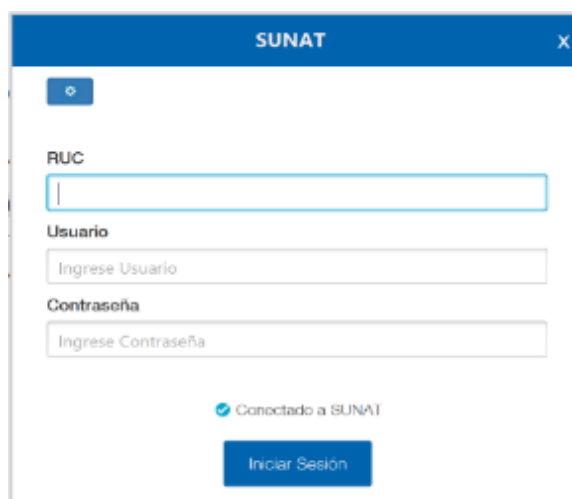 SUNAT X
RUC
Usuario
Ingrese Usuario
Contraseña
Ingrese Contraseña
Conectado a SUNAT
Iniciar Sesión